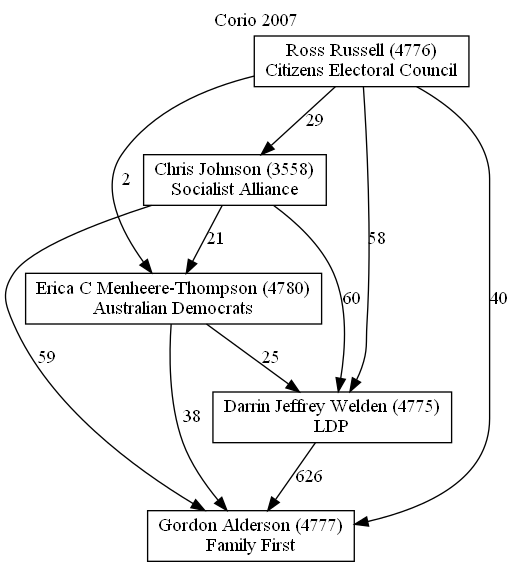 Corio 2007
Ross Russell (4776)
Citizens Electoral Council
29
Chris Johnson (3558)
Socialist Alliance
2
21
58
Erica C Menheere-Thompson (4780)
Australian Democrats
60
40
59
25
Darrin Jeffrey Welden (4775)
LDP
38
626
Gordon Alderson (4777)
Family First